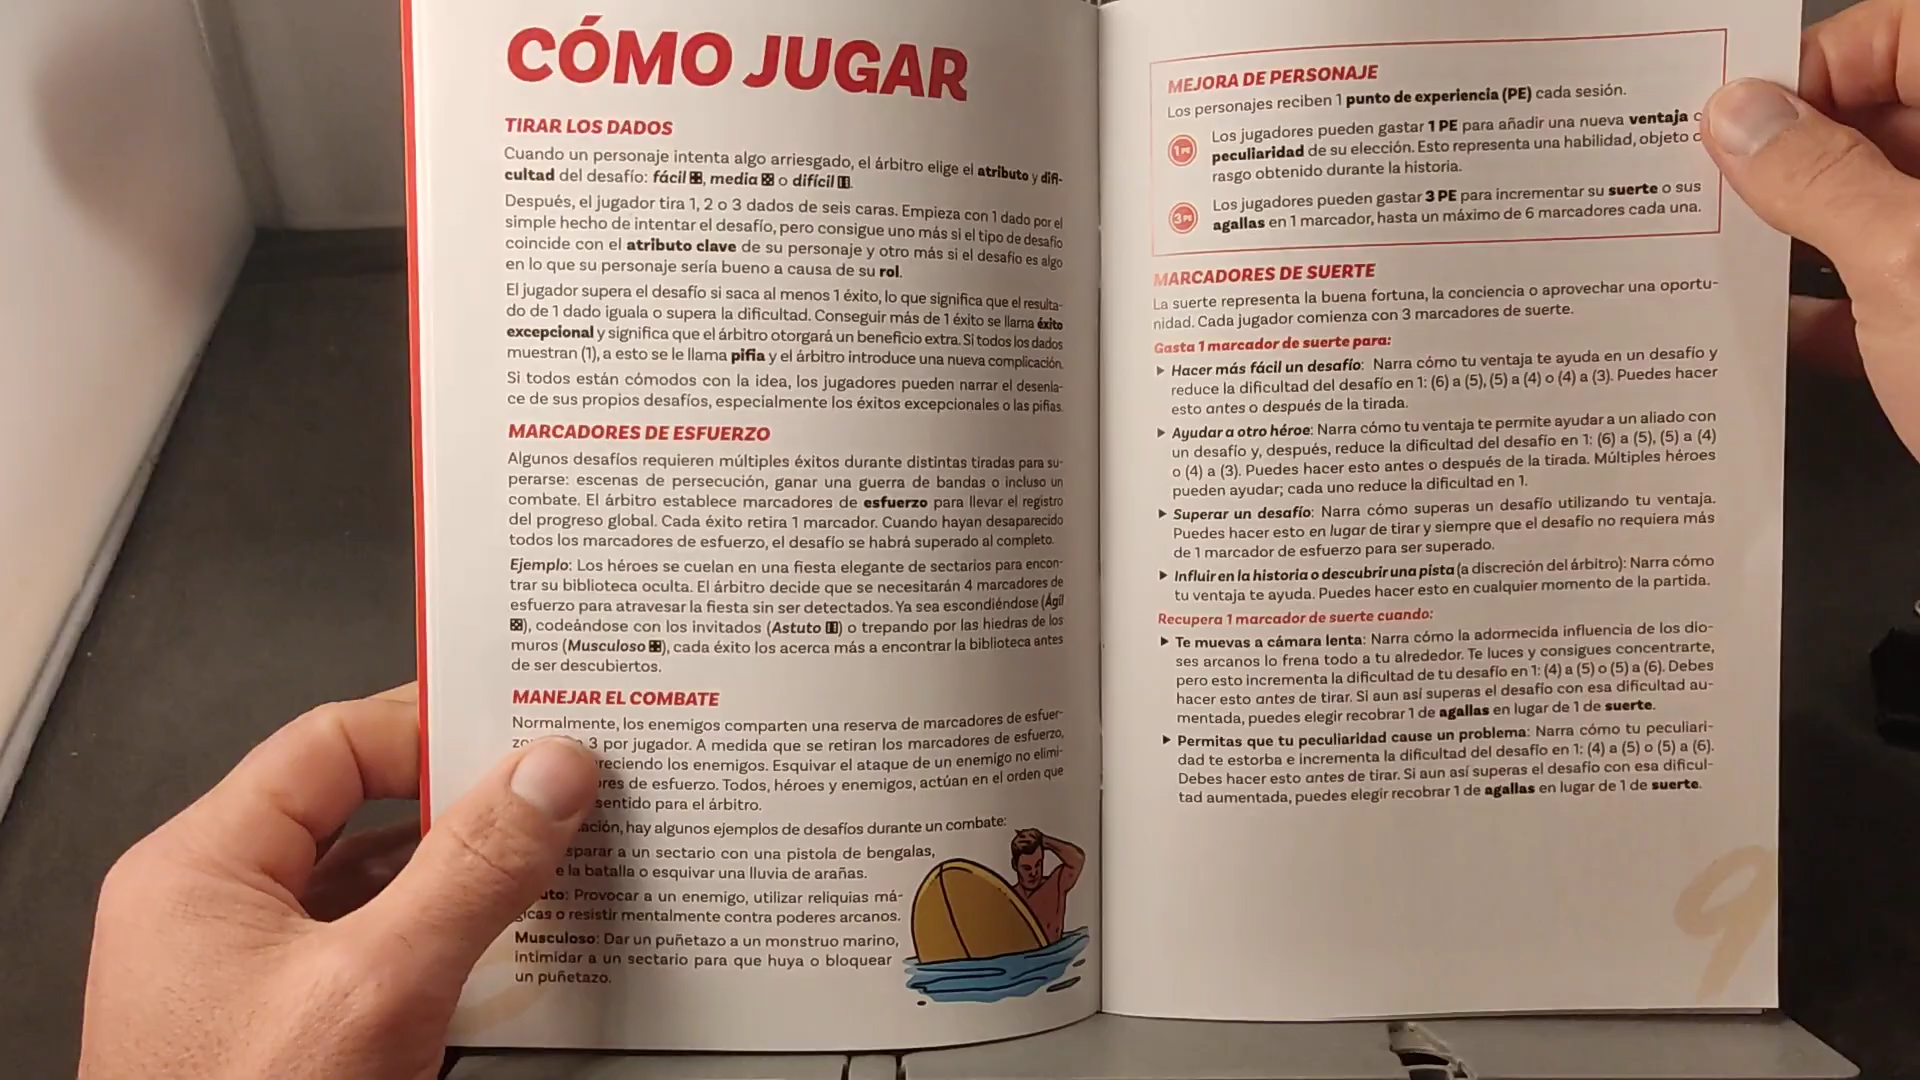 CÓMO JUGAR
TIRAR LOS DADOS
Cuando un personaje intenta algo arriesgado, el árbitro elige el atributo y difi-
cultad del desafío: fácil ⚃, media ⚄ o difícil ⚅.
Después, el jugador tira 1, 2 o 3 dados de seis caras. Empieza con 1 dado por el
simple hecho de intentar el desafío, pero consigue uno más si el tipo de desafío
coincide con el atributo clave de su personaje y otro más si el desafío es algo
en lo que su personaje sería bueno a causa de su rol.
El jugador supera el desafío si saca al menos 1 éxito, lo que significa que el resulta-
do de 1 dado iguala o supera la dificultad. Conseguir más de 1 éxito se llama éxito
excepcional y significa que el árbitro otorgará un beneficio extra. Si todos los dados
muestran (1), a esto se le llama pifia y el árbitro introduce una nueva complicación.
Si todos están cómodos con la idea, los jugadores pueden narrar el desenla-
ce de sus propios desafíos, especialmente los éxitos excepcionales o las pifias.
MARCADORES DE ESFUERZO
Algunos desafíos requieren múltiples éxitos durante distintas tiradas para su-
perarse: escenas de persecución, ganar una guerra de bandas o incluso un
combate. El árbitro establece marcadores de esfuerzo para llevar el registro
del progreso global. Cada éxito retira 1 marcador. Cuando hayan desaparecido
todos los marcadores de esfuerzo, el desafío se habrá superado al completo.
Ejemplo: Los héroes se cuelan en una fiesta elegante de sectarios para encon-
trar su biblioteca oculta. El árbitro decide que se necesitarán 4 marcadores de
esfuerzo para atravesar la fiesta sin ser detectados. Ya sea escondiéndose (Ágil
⚄), codeándose con los invitados (Astuto ⚅) o trepando por las hiedras de los
muros (Musculoso ⚃), cada éxito los acerca más a encontrar la biblioteca antes
de ser descubiertos.
MANEJAR EL COMBATE
Normalmente, los enemigos comparten una reserva de marcadores de esfuer-
3 por jugador. A medida que se retiran los marcadores de esfuerzo,
los enemigos. Esquivar el ataque de un enemigo no elimi-
de esfuerzo. Todos, héroes y enemigos, actúan en el orden que
sentido para el árbitro.
hay algunos ejemplos de desafíos durante un combate:
a un sectario con una pistola de bengalas,
la batalla o esquivar una lluvia de arañas.
Provocar a un enemigo, utilizar reliquias má-
gicas o resistir mentalmente contra poderes arcanos.
Musculoso: Dar un puñetazo a un monstruo marino,
intimidar a un sectario para que huya o bloquear
un puñetazo.
MEJORA DE PERSONAJE
Los personajes reciben 1 punto de experiencia (PE) cada sesión.
1 PE
Los jugadores pueden gastar 1 PE para añadir una nueva ventaja
peculiaridad de su elección. Esto representa una habilidad, objeto
rasgo obtenido durante la historia.
3 PE
Los jugadores pueden gastar 3 PE para incrementar su suerte o sus
agallas en 1 marcador, hasta un máximo de 6 marcadores cada una.
MARCADORES DE SUERTE
La suerte representa la buena fortuna, la conciencia o aprovechar una oportu-
nidad. Cada jugador comienza con 3 marcadores de suerte.
Gasta 1 marcador de suerte para:
▶ Hacer más fácil un desafío: Narra cómo tu ventaja te ayuda en un desafío y
reduce la dificultad del desafío en 1: (6) a (5), (5) a (4) o (4) a (3). Puedes hacer
esto antes o después de la tirada.
▶ Ayudar a otro héroe: Narra cómo tu ventaja te permite ayudar a un aliado con
un desafío y, después, reduce la dificultad del desafío en 1: (6) a (5), (5) a (4)
o (4) a (3). Puedes hacer esto antes o después de la tirada. Múltiples héroes
pueden ayudar; cada uno reduce la dificultad en 1.
▶ Superar un desafío: Narra cómo superas un desafío utilizando tu ventaja.
Puedes hacer esto en lugar de tirar y siempre que el desafío no requiera más
de 1 marcador de esfuerzo para ser superado.
▶ Influir en la historia o descubrir una pista (a discreción del árbitro): Narra cómo
tu ventaja te ayuda. Puedes hacer esto en cualquier momento de la partida.
Recupera 1 marcador de suerte cuando:
▶ Te muevas a cámara lenta: Narra cómo la adormecida influencia de los dio-
ses arcanos lo frena todo a tu alrededor. Te luces y consigues concentrarte,
pero esto incrementa la dificultad de tu desafío en 1: (4) a (5) o (5) a (6). Debes
hacer esto antes de tirar. Si aun así superas el desafío con esa dificultad au-
mentada, puedes elegir recobrar 1 de agallas en lugar de 1 de suerte.
▶ Permitas que tu peculiaridad cause un problema: Narra cómo tu peculiari-
dad te estorba e incrementa la dificultad del desafío en 1: (4) a (5) o (5) a (6).
Debes hacer esto antes de tirar. Si aun así superas el desafío con esa dificul-
tad aumentada, puedes elegir recobrar 1 de agallas en lugar de 1 de suerte.
9